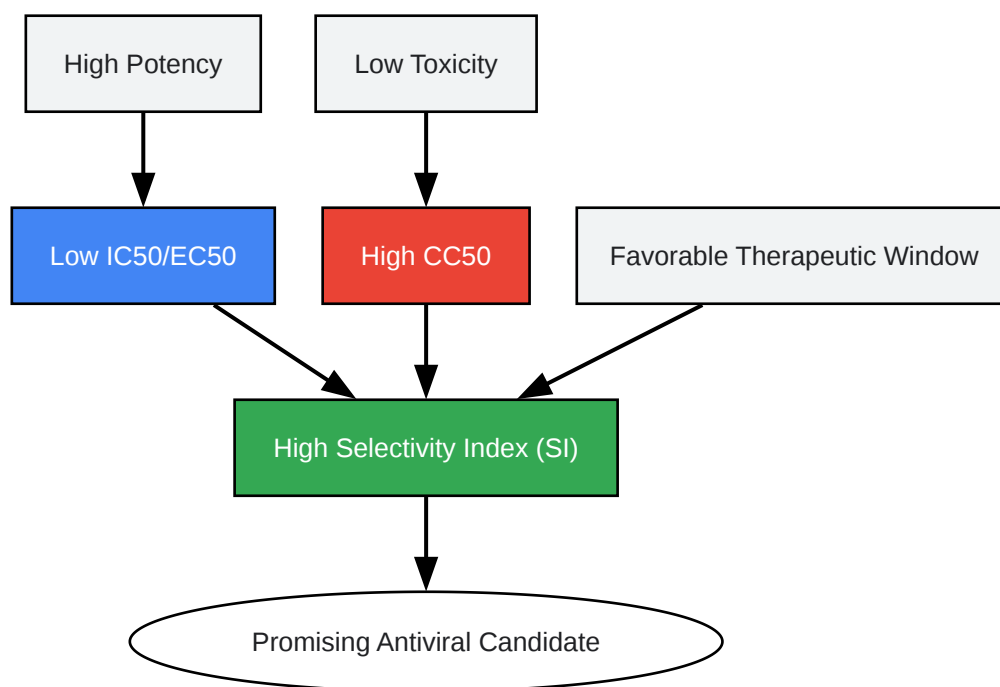 High Potency
Low Toxicity
Low IC50/EC50
High CC50
Favorable Therapeutic Window
High Selectivity Index (SI)
Promising Antiviral Candidate